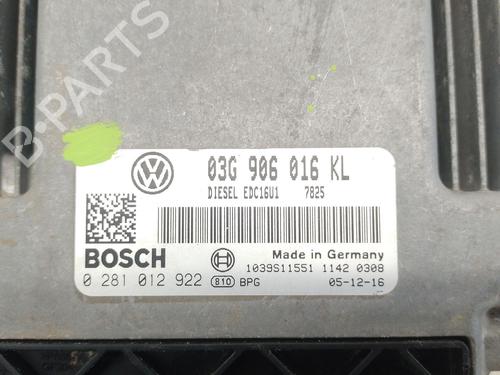 B-PARTS
03G 906 016 KL
DIESEL EDC16U1 7825
BOSCH
Made in Germany
1039S11551 1142 0308
0 281 012 922 810 BPG 05-12-16